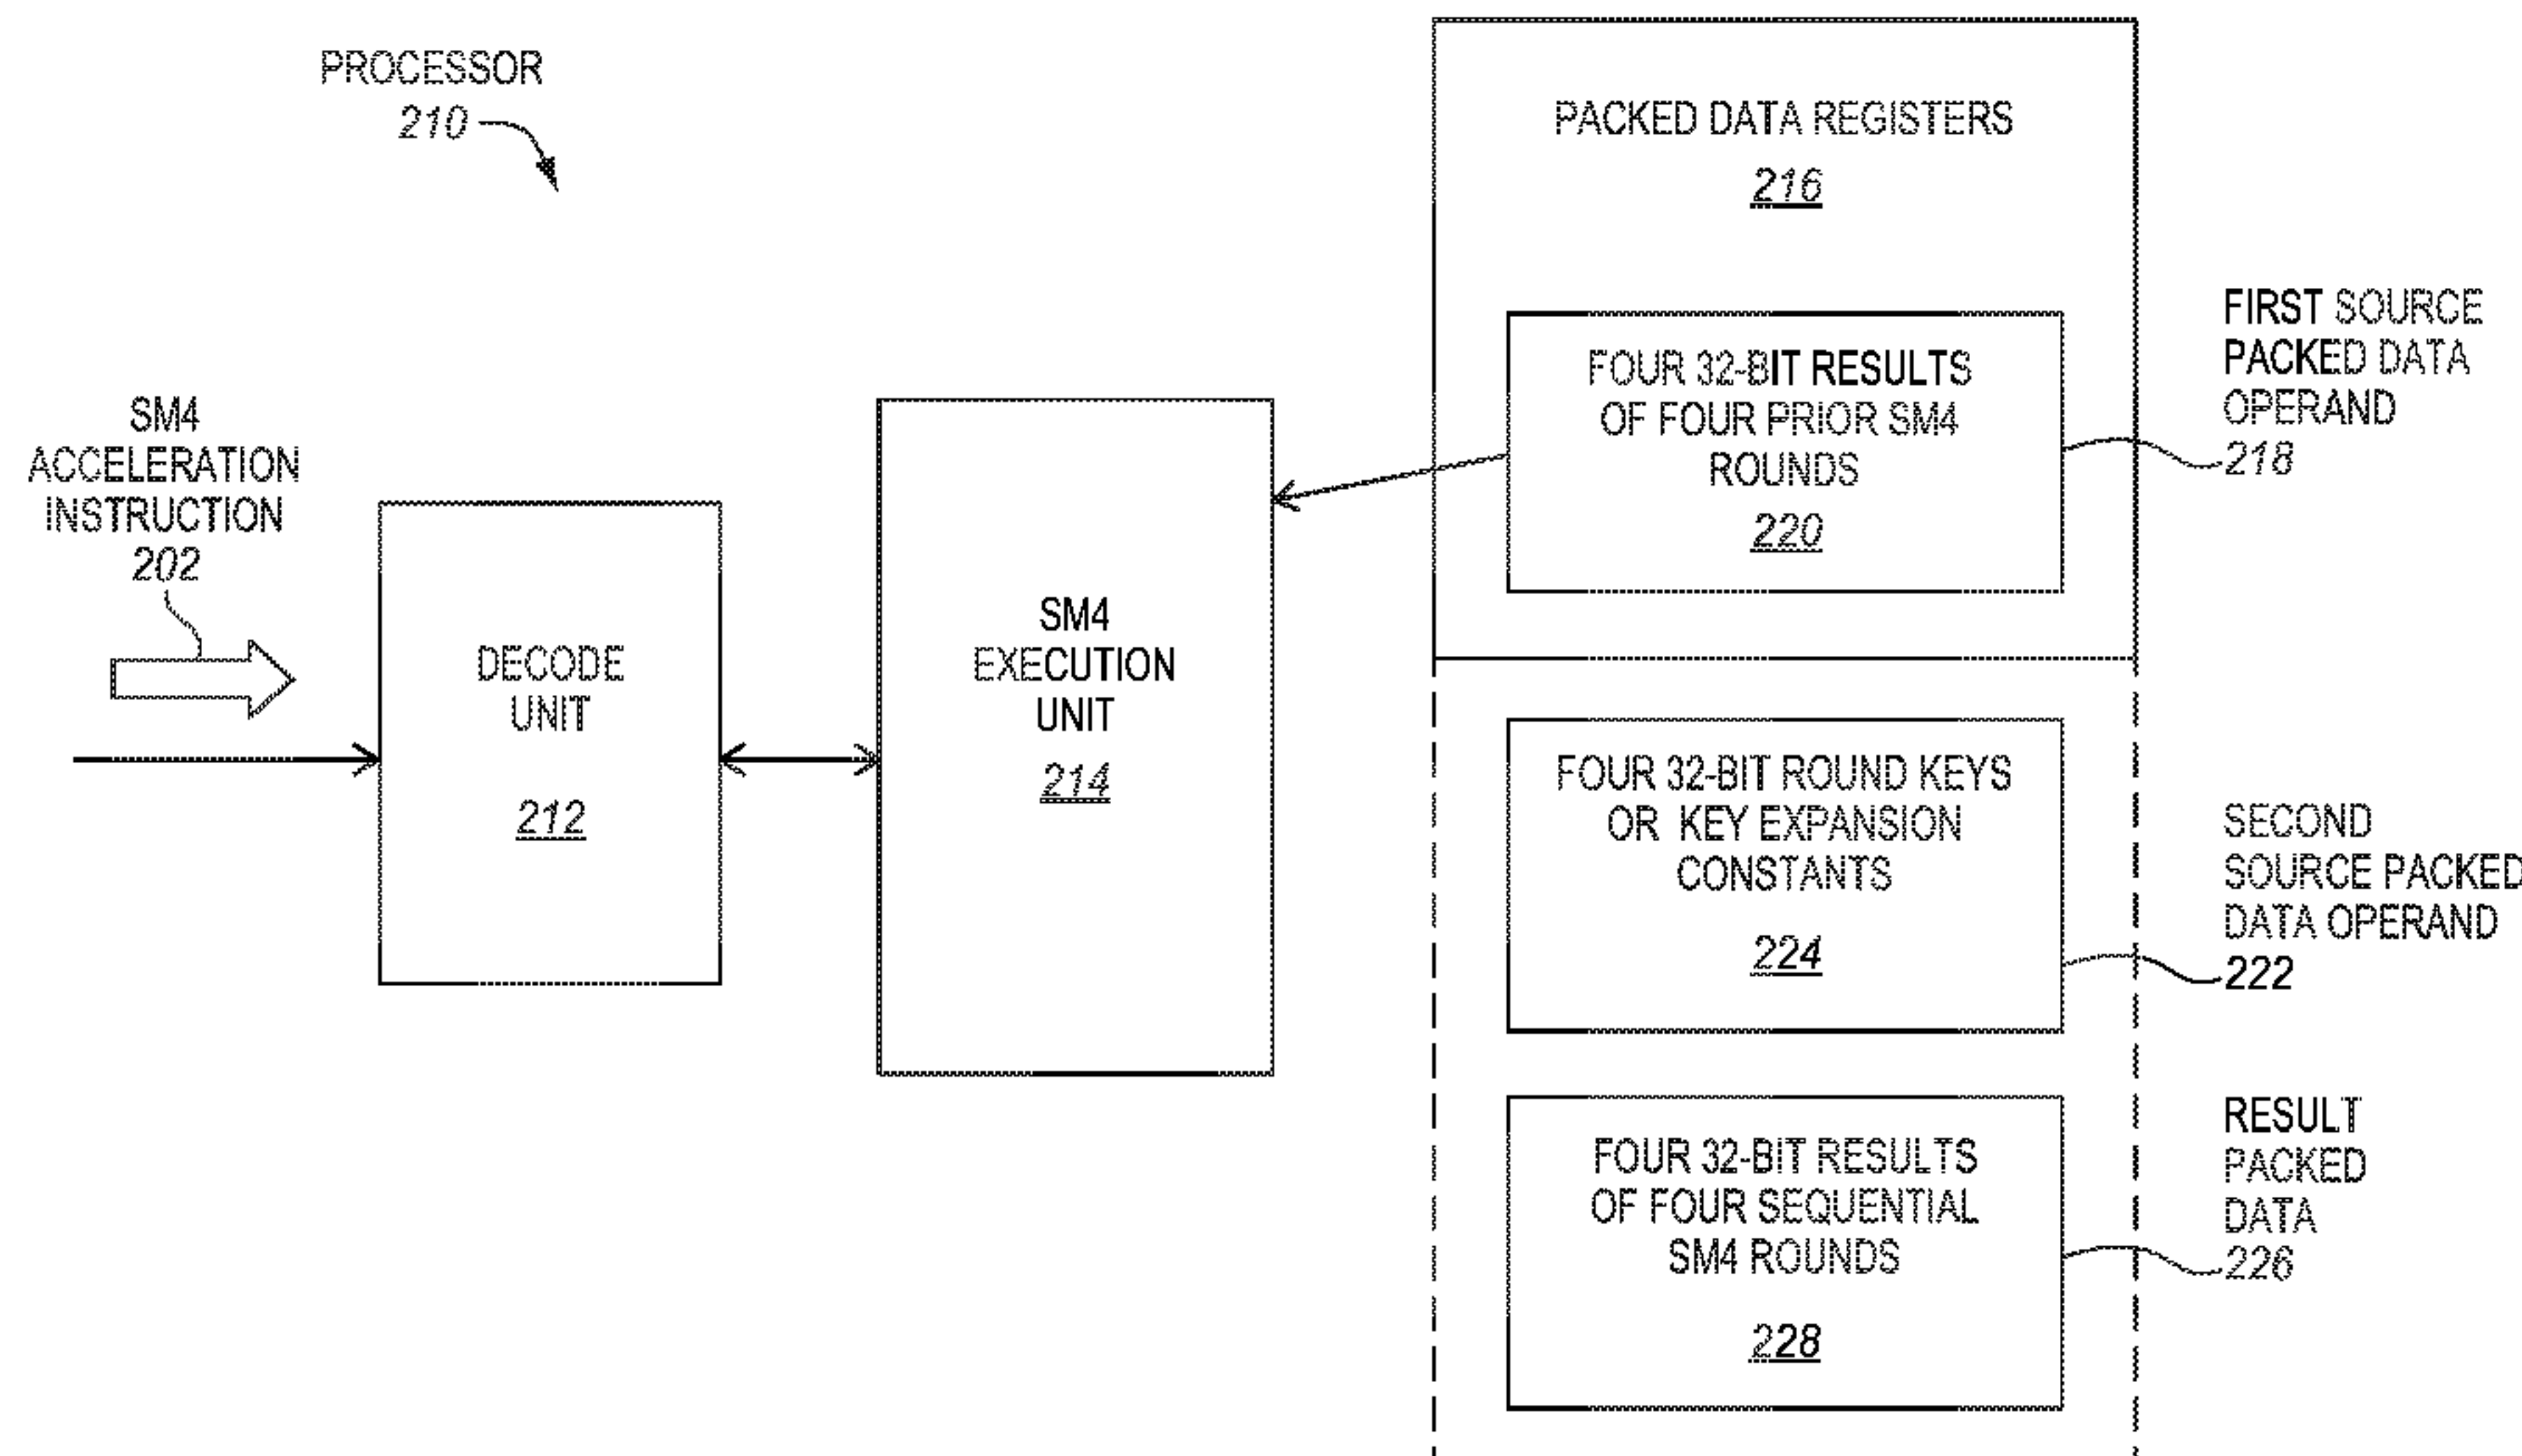 PROCESSOR
210
SM4
ACCELERATION
INSTRUCTION
202
DECODE
UNIT
212
SM4
EXECUTION
UNIT
214
PACKED DATA REGISTERS
216
FOUR 32-BIT RESULTS
OF FOUR PRIOR SM4
ROUNDS
220
FIRST SOURCE
PACKED DATA
OPERAND
218
FOUR 32-BIT ROUND KEYS
OR KEY EXPANSION
CONSTANTS
224
SECOND
SOURCE PACKED
DATA OPERAND
222
FOUR 32-BIT RESULTS
OF FOUR SEQUENTIAL
SM4 ROUNDS
228
RESULT
PACKED
DATA
226